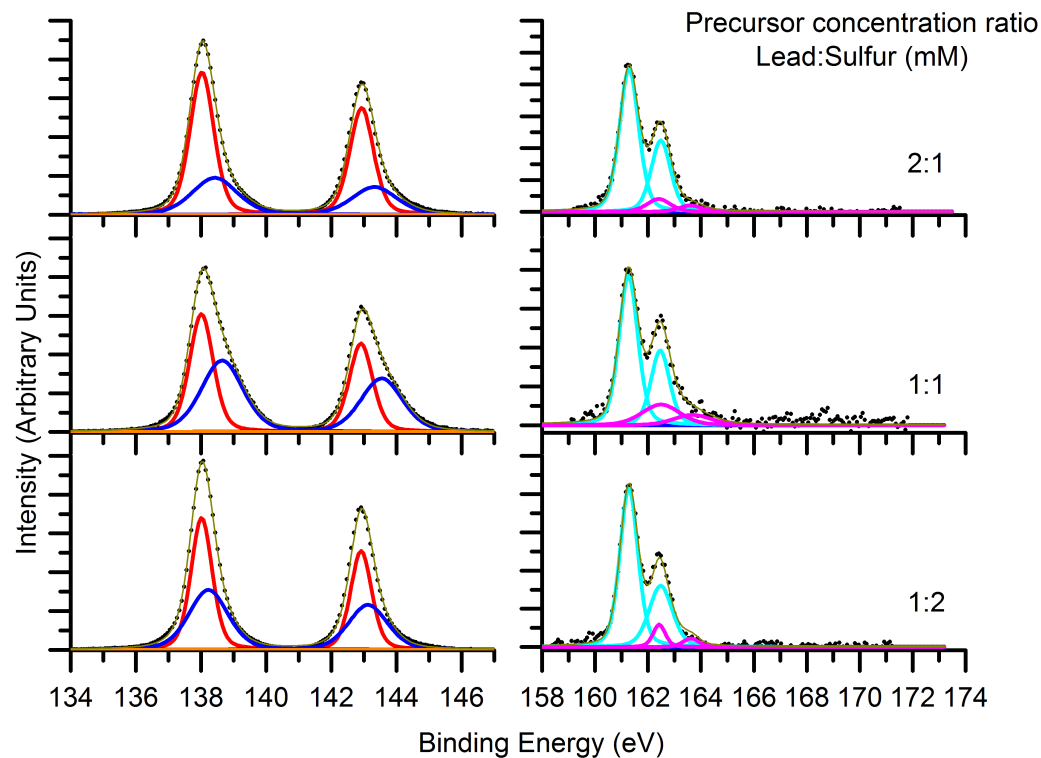 Precursor concentration ratio
Lead:Sulfur (mM)
2:1
1:1
1:2
Intensity (Arbitrary Units)
134 136 138 140 142 144 146
158 160 162 164 166 168 170 172 174
Binding Energy (eV)